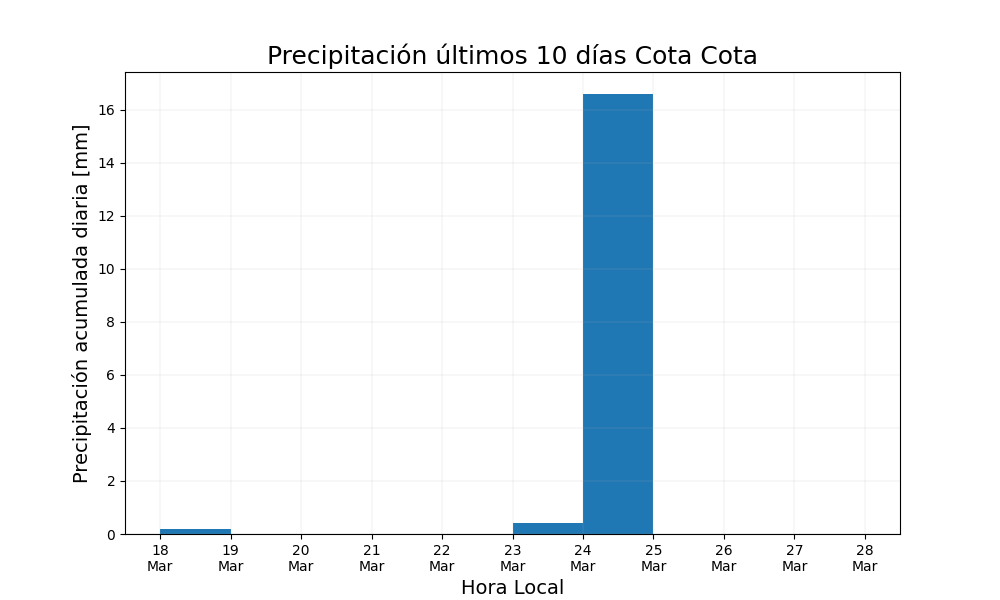 Precipitación últimos 10 días Cota Cota
Precipitación acumulada diaria [mm]
16
14
12
10
8
6
4
2
0
18 19 20 21 22 23 24 25 26 27 28
Mar Mar Mar Mar Mar Mar Mar Mar Mar Mar Mar
Hora Local